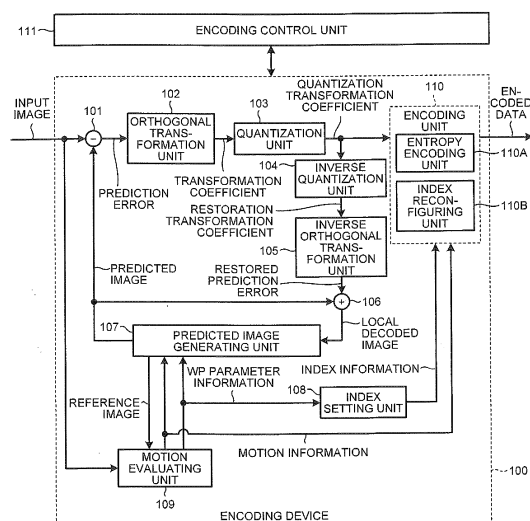 111
ENCODING CONTROL UNIT
INPUT
IMAGE
101
102
ORTHOGONAL
TRANS-
FORMATION
UNIT
103
QUANTIZATION
UNIT
QUANTIZATION
TRANSFORMATION
COEFFICIENT
110
EN-
CODED
DATA
ENCODING
UNIT
ENTROPY
ENCODING
UNIT
110A
INDEX
RECON-
FIGURING
UNIT
110B
PREDICTION
ERROR
TRANSFORMATION
COEFFICIENT
104
INVERSE
QUANTIZATION
UNIT
RESTORATION
TRANSFORMATION
COEFFICIENT
105
INVERSE
ORTHOGONAL
TRANS-
FORMATION
UNIT
RESTORED
PREDICTION
ERROR
106
PREDICTED
IMAGE
LOCAL
DECODED
IMAGE
107
PREDICTED IMAGE
GENERATING UNIT
WP PARAMETER
INFORMATION
INDEX INFORMATION
108
INDEX
SETTING UNIT
REFERENCE
IMAGE
MOTION INFORMATION
MOTION
EVALUATING
UNIT
109
100
ENCODING DEVICE